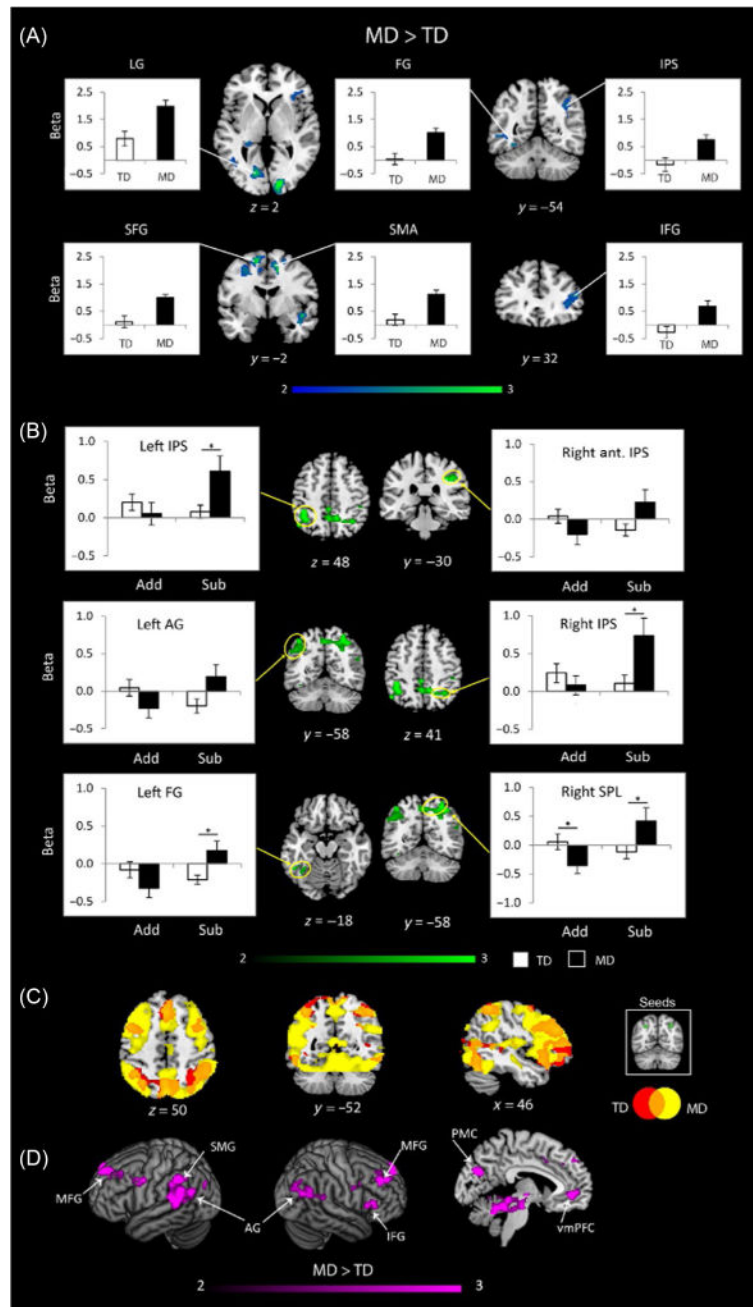 (A)
MD > TD
LG
FG
IPS
Beta
2.5
1.5
0.5
−0.5
TD MD
2.5
1.5
0.5
−0.5
TD MD
2.5
1.5
0.5
−0.5
TD MD
z = 2
y = −54
SFG
SMA
IFG
Beta
2.5
1.5
0.5
−0.5
TD MD
2.5
1.5
0.5
−0.5
TD MD
2.5
1.5
0.5
−0.5
TD MD
y = −2
y = 32
2 3
(B)
Beta
Left IPS
1.0
0.5
0.0
−0.5
*
Add Sub
z = 48
y = −30
Right ant. IPS
1.0
0.5
0.0
−0.5
Add Sub
Beta
Left AG
1.0
0.5
0.0
−0.5
Add Sub
y = −58
z = 41
Right IPS
1.0
0.5
0.0
−0.5
*
Add Sub
Beta
Left FG
1.0
0.5
0.0
−0.5
*
Add Sub
z = −18
y = −58
Right SPL
1.0
0.5
0.0
−0.5
−1.0
* *
Add Sub
2 3
TD MD
(C)
z = 50
y = −52
x = 46
Seeds
TD MD
(D)
MFG
SMG
AG
MFG
IFG
PMC
vmPFC
MD > TD
2 3